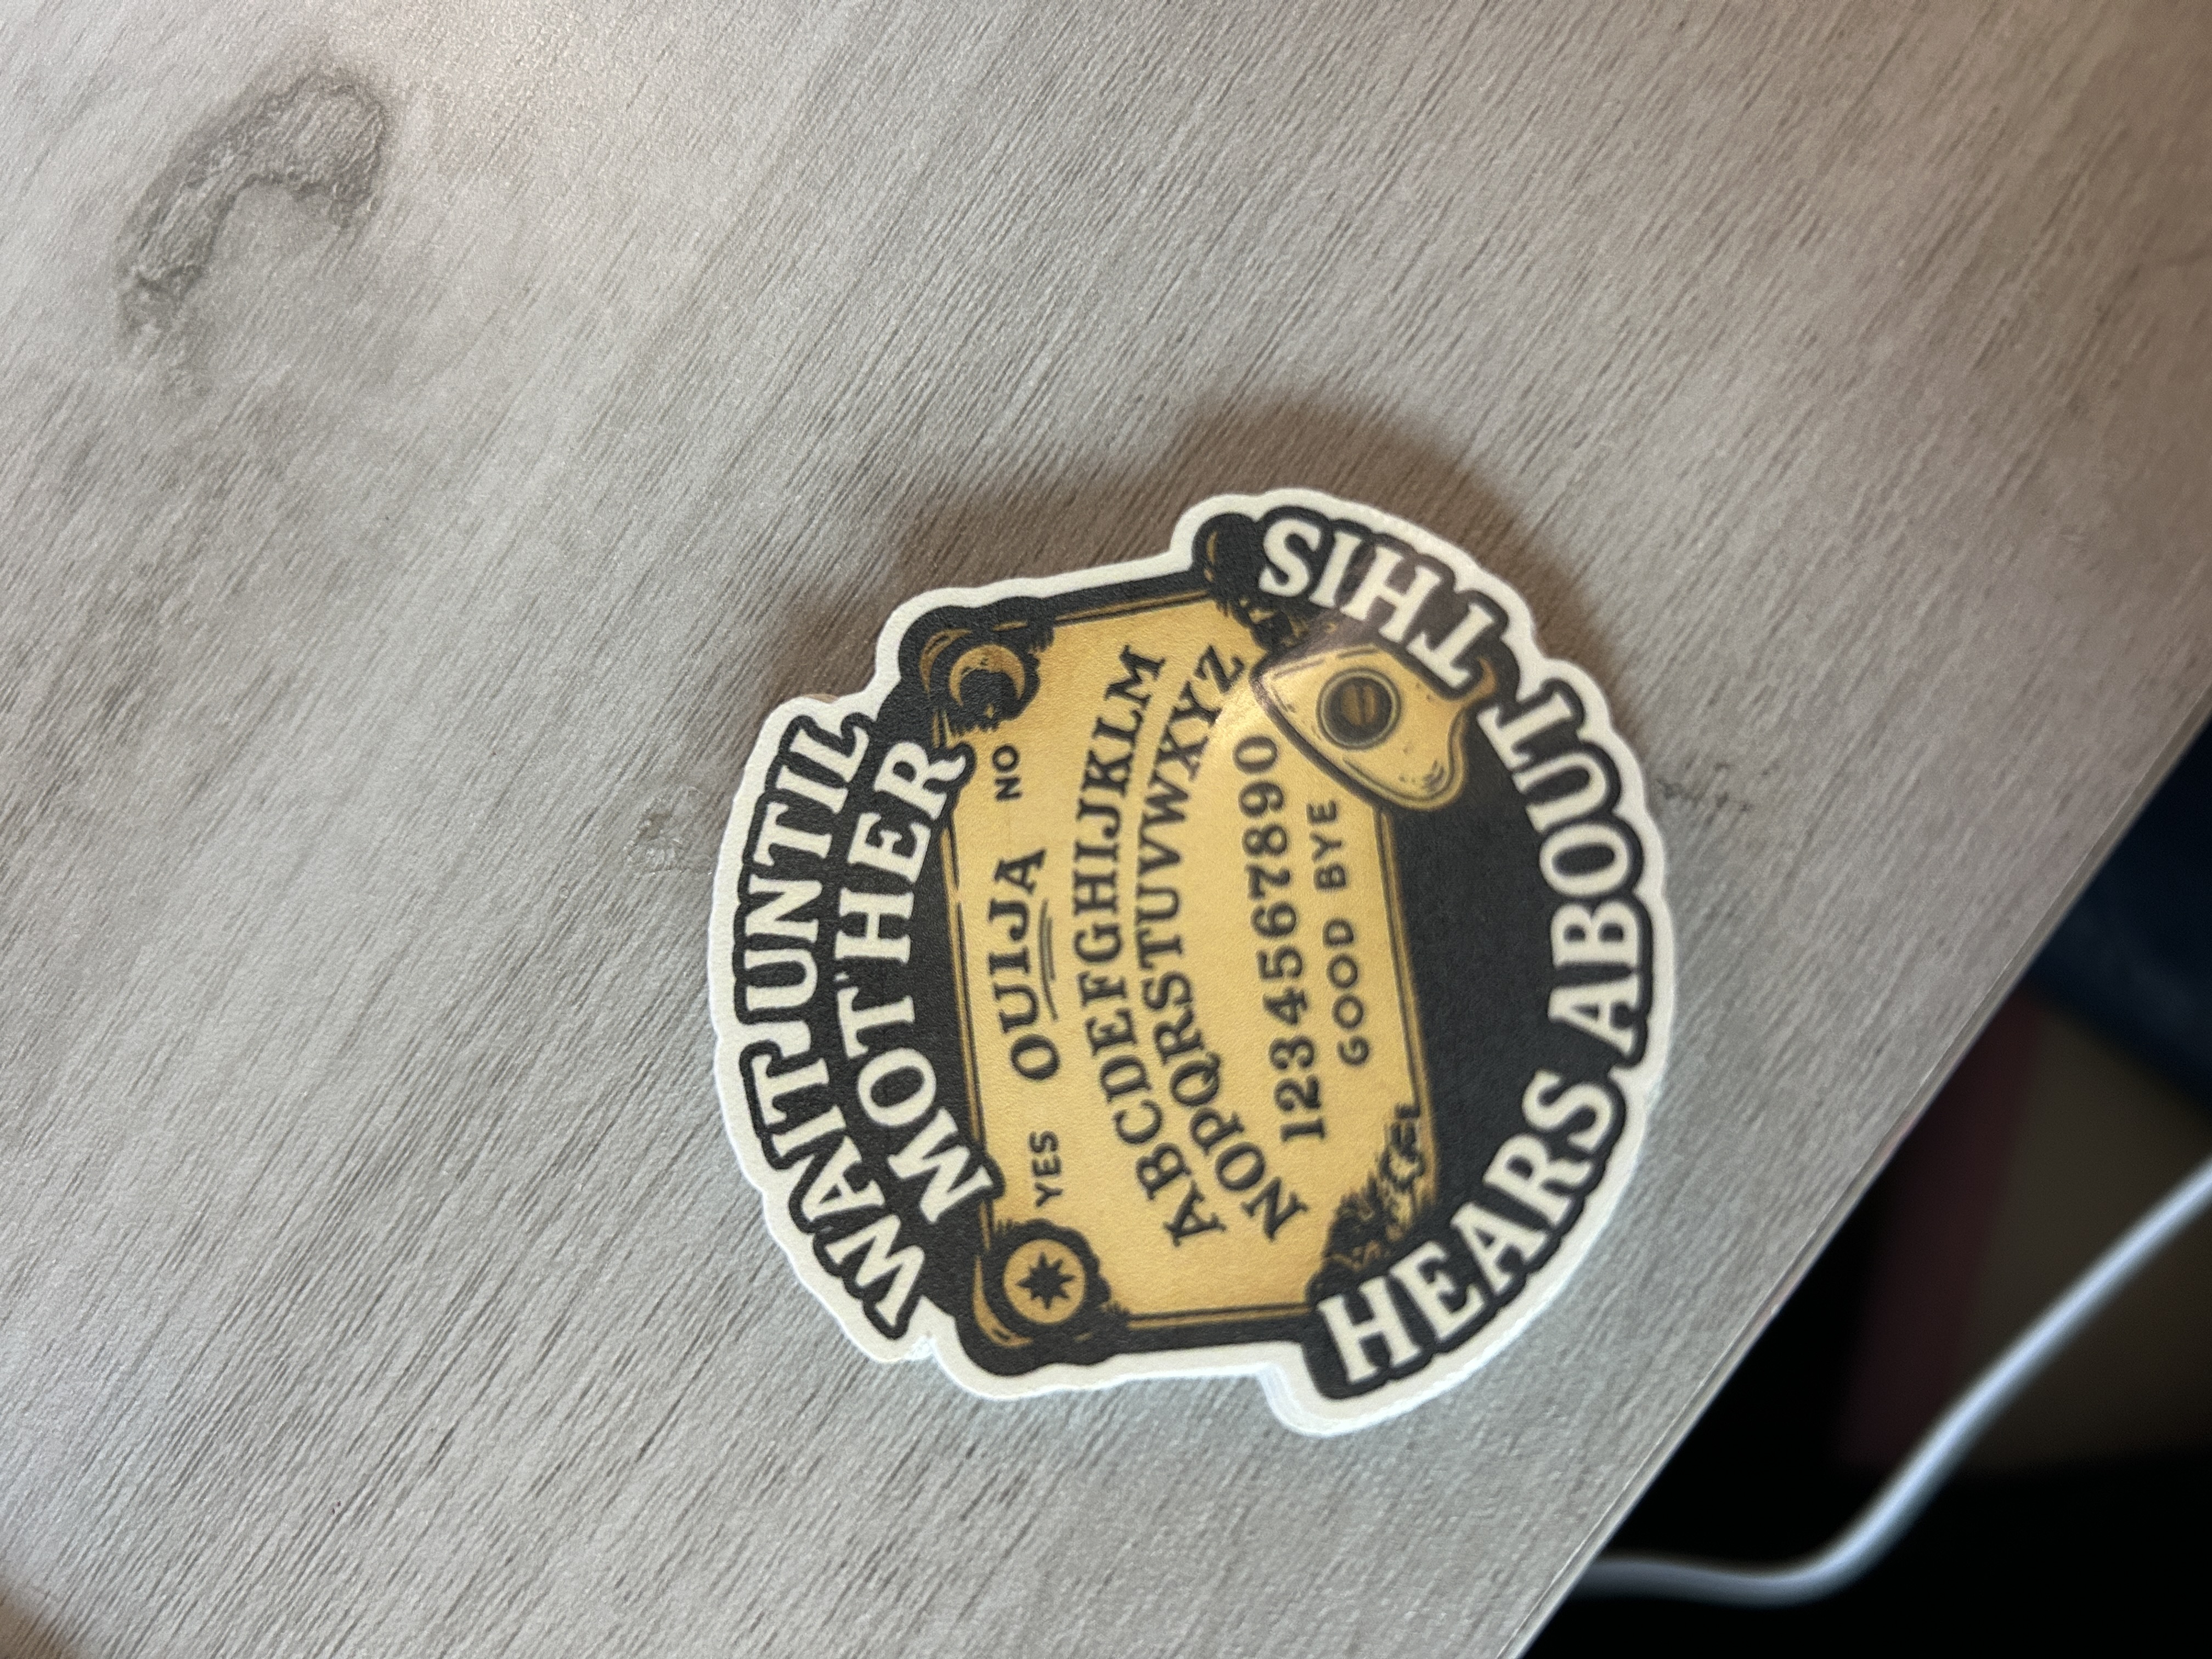 WAIT UNTIL
MOTHER
YES OUIJA NO
ABCDEFGHIJKLM
NOPQRSTUVWXYZ
1234567890
GOOD BYE
HEARS ABOUT THIS